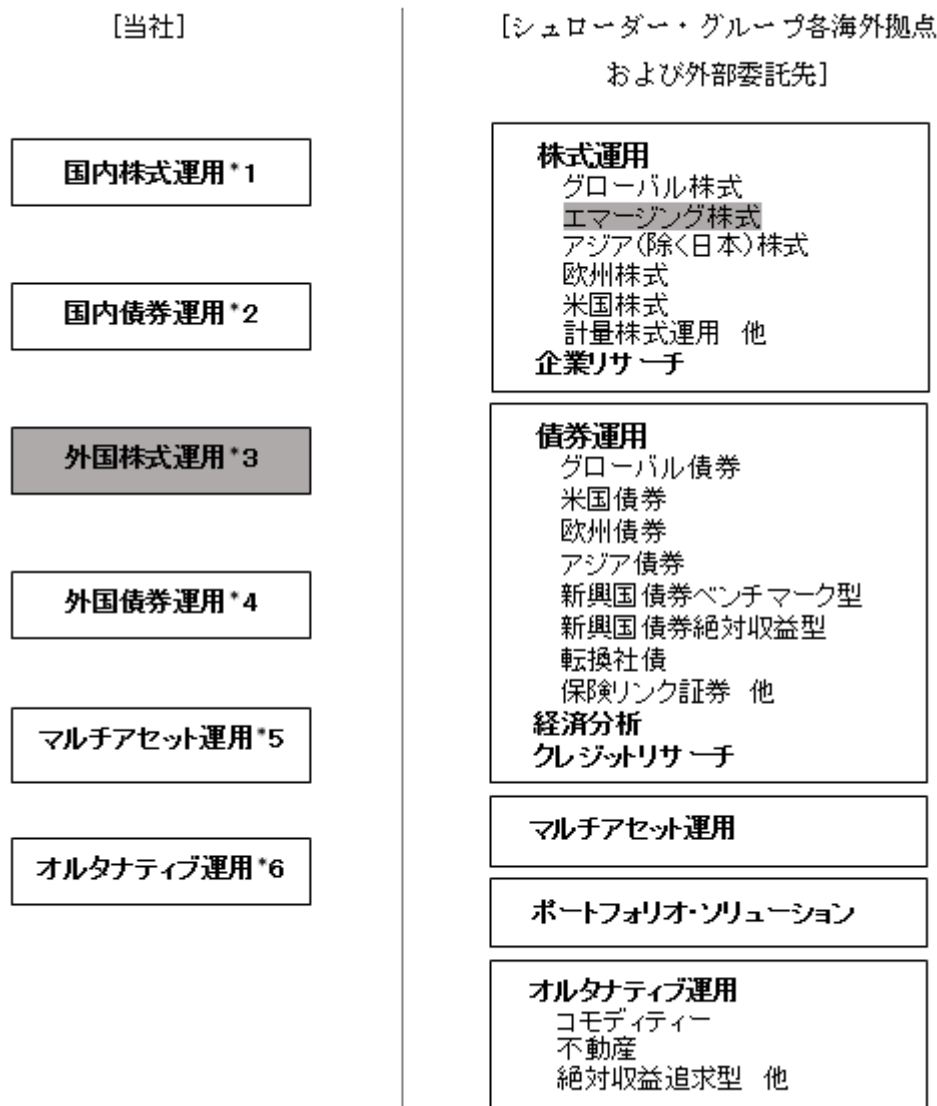 [当社]
国内株式運用*1
国内債券運用*2
外国株式運用*3
外国債券運用*4
マルチアセット運用*5
オルタナティブ運用*6
[シュローダー・グループ各海外拠点
および外部委託先]
株式運用
グローバル株式
エマージング株式
アジア(除く日本)株式
欧州株式
米国株式
計量株式運用 他
企業リサーチ
債券運用
グローバル債券
米国債券
欧州債券
アジア債券
新興国債券ベンチマーク型
新興国債券絶対収益型
転換社債
保険リンク証券 他
経済分析
クレジットリサーチ
マルチアセット運用
ポートフォリオ・ソリューション
オルタナティブ運用
コモディティー
不動産
絶対収益追求型 他